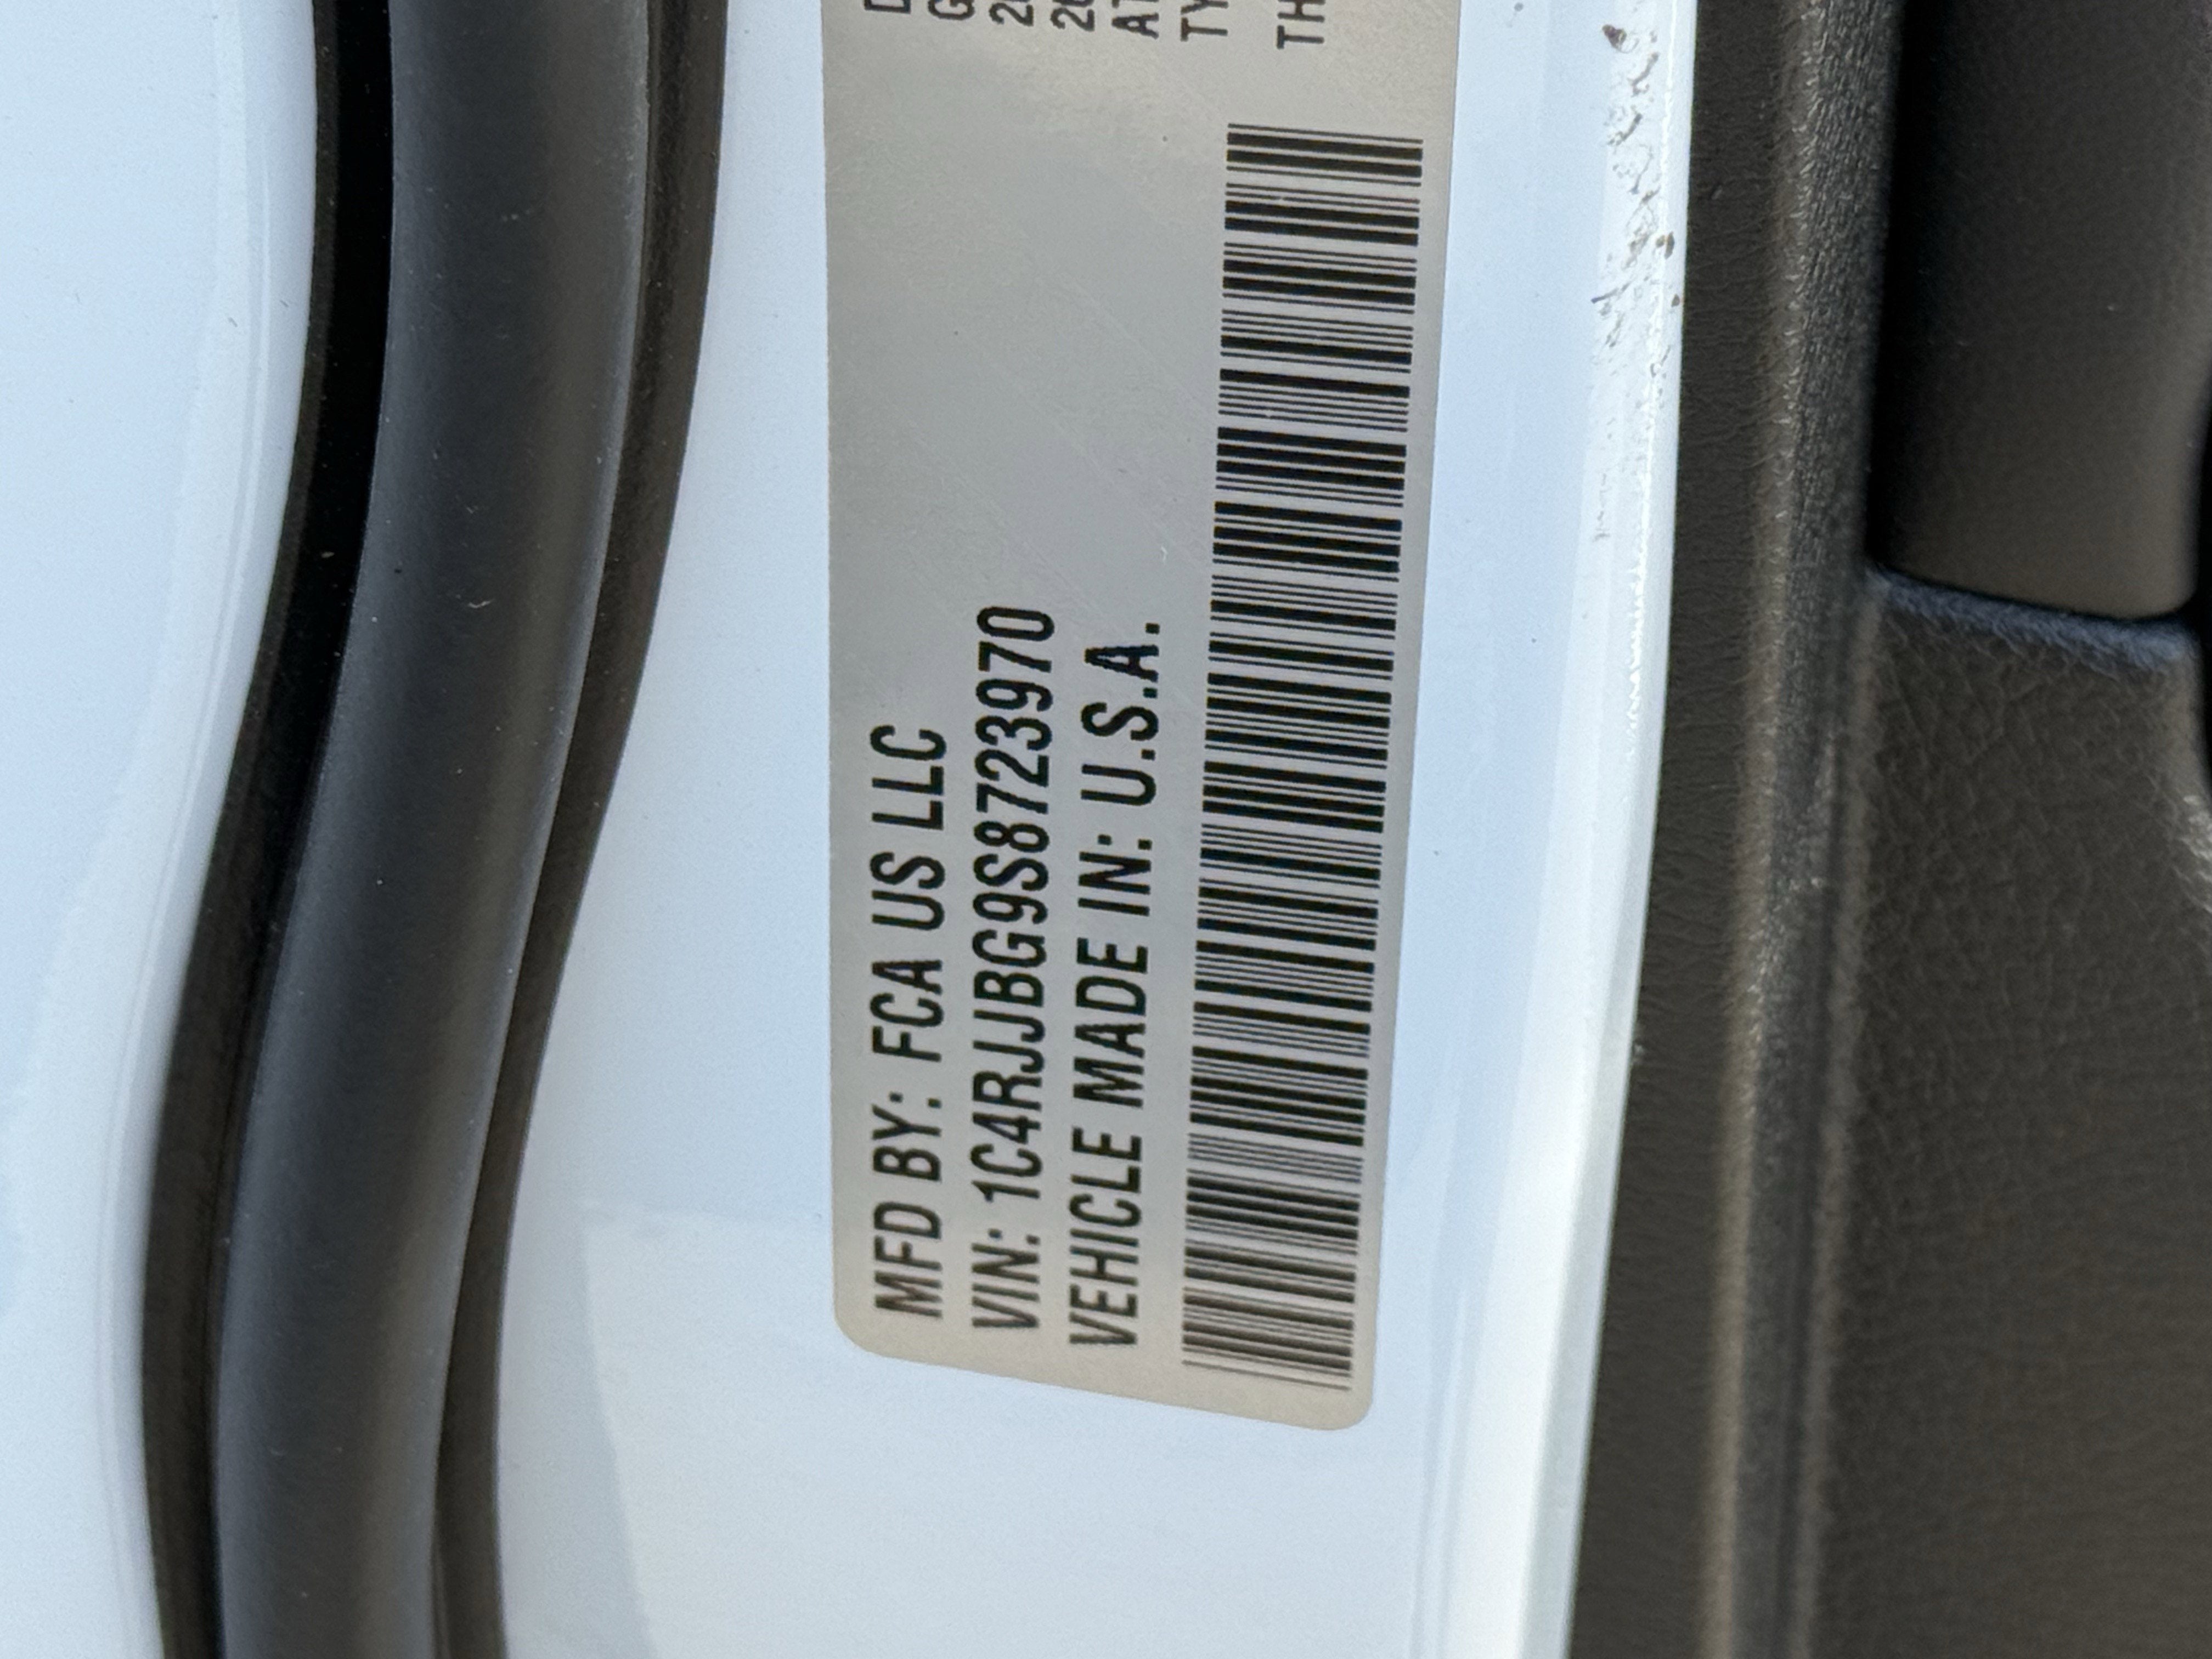 MFD BY: FCA US LLC
VIN: 1C4RJJBG9S8723970
VEHICLE MADE IN: U.S.A.